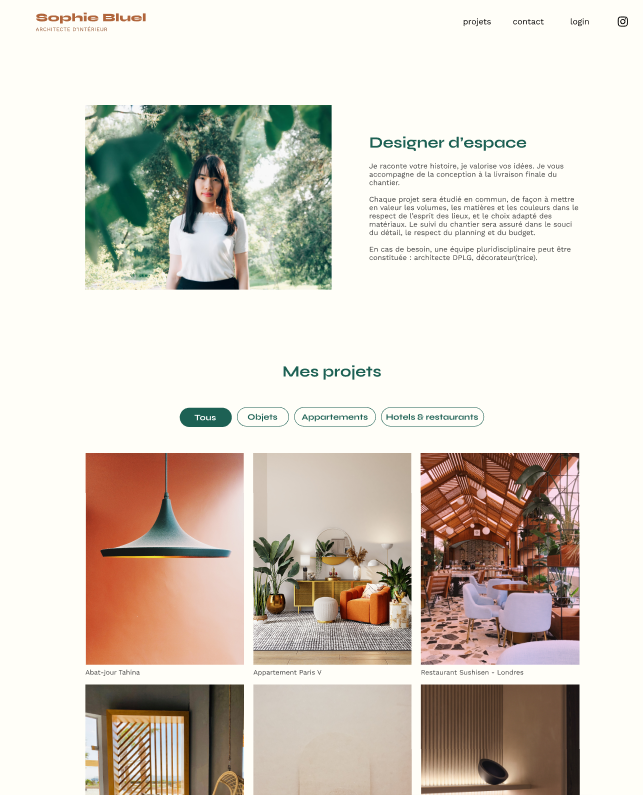 Sophie Bluel
ARCHITECTE D'INTÉRIEUR
projets
contact
login
Designer d'espace
Je raconte votre histoire, je valorise vos idées. Je vous
accompagne de la conception à la livraison finale du
chantier.
Chaque projet sera étudié en commun, de façon à mettre
en valeur les volumes, les matières et les couleurs dans le
respect de l'esprit des lieux, et le choix adapté des
matériaux. Le suivi du chantier sera assuré dans le souci
du détail, le respect du planning et du budget.
En cas de besoin, une équipe pluridisciplinaire peut être
constituée : architecte DPLG, décorateur(trice).
Mes projets
Tous
Objets
Appartements
Hotels & restaurants
Abat-jour Tahina
Appartement Paris V
Restaurant Sushisen - Londres